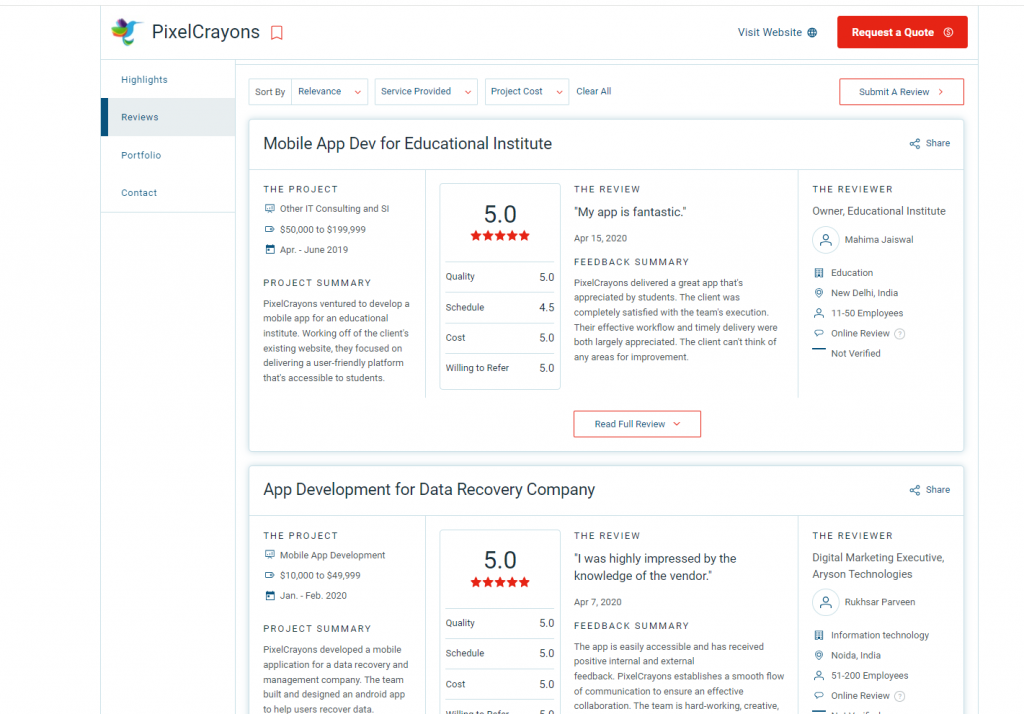 PixelCrayons
Visit Website
Request a Quote
Highlights
Reviews
Portfolio
Contact
Sort By
Relevance
Service Provided
Project Cost
Clear All
Submit A Review
Mobile App Dev for Educational Institute
Share
THE PROJECT
Other IT Consulting and SI
$50,000 to $199,999
Apr. - June 2019
PROJECT SUMMARY
PixelCrayons ventured to develop a
mobile app for an educational
institute. Working off of the client's
existing website, they focused on
delivering a user-friendly platform
that's accessible to students.
5.0
Quality 5.0
Schedule 4.5
Cost 5.0
Willing to Refer 5.0
THE REVIEW
"My app is fantastic."
Apr 15, 2020
FEEDBACK SUMMARY
PixelCrayons delivered a great app that's
appreciated by students. The client was
completely satisfied with the team's execution.
Their effective workflow and timely delivery were
both largely appreciated. The client can't think of
any areas for improvement.
THE REVIEWER
Owner, Educational Institute
Mahima Jaiswal
Education
New Delhi, India
11-50 Employees
Online Review ?
Not Verified
Read Full Review
App Development for Data Recovery Company
Share
THE PROJECT
Mobile App Development
$10,000 to $49,999
Jan. - Feb. 2020
PROJECT SUMMARY
PixelCrayons developed a mobile
application for a data recovery and
management company. The team
built and designed an android app
to help users recover data.
5.0
Quality 5.0
Schedule 5.0
Cost 5.0
Willing to Refer 5.0
THE REVIEW
"I was highly impressed by the
knowledge of the vendor."
Apr 7, 2020
FEEDBACK SUMMARY
The app is easily accessible and has received
positive internal and external
feedback. PixelCrayons establishes a smooth flow
of communication to ensure an effective
collaboration. The team is hard-working, creative,
THE REVIEWER
Digital Marketing Executive,
Aryson Technologies
Rukhsar Parveen
Information technology
Noida, India
51-200 Employees
Online Review ?
Not Verified